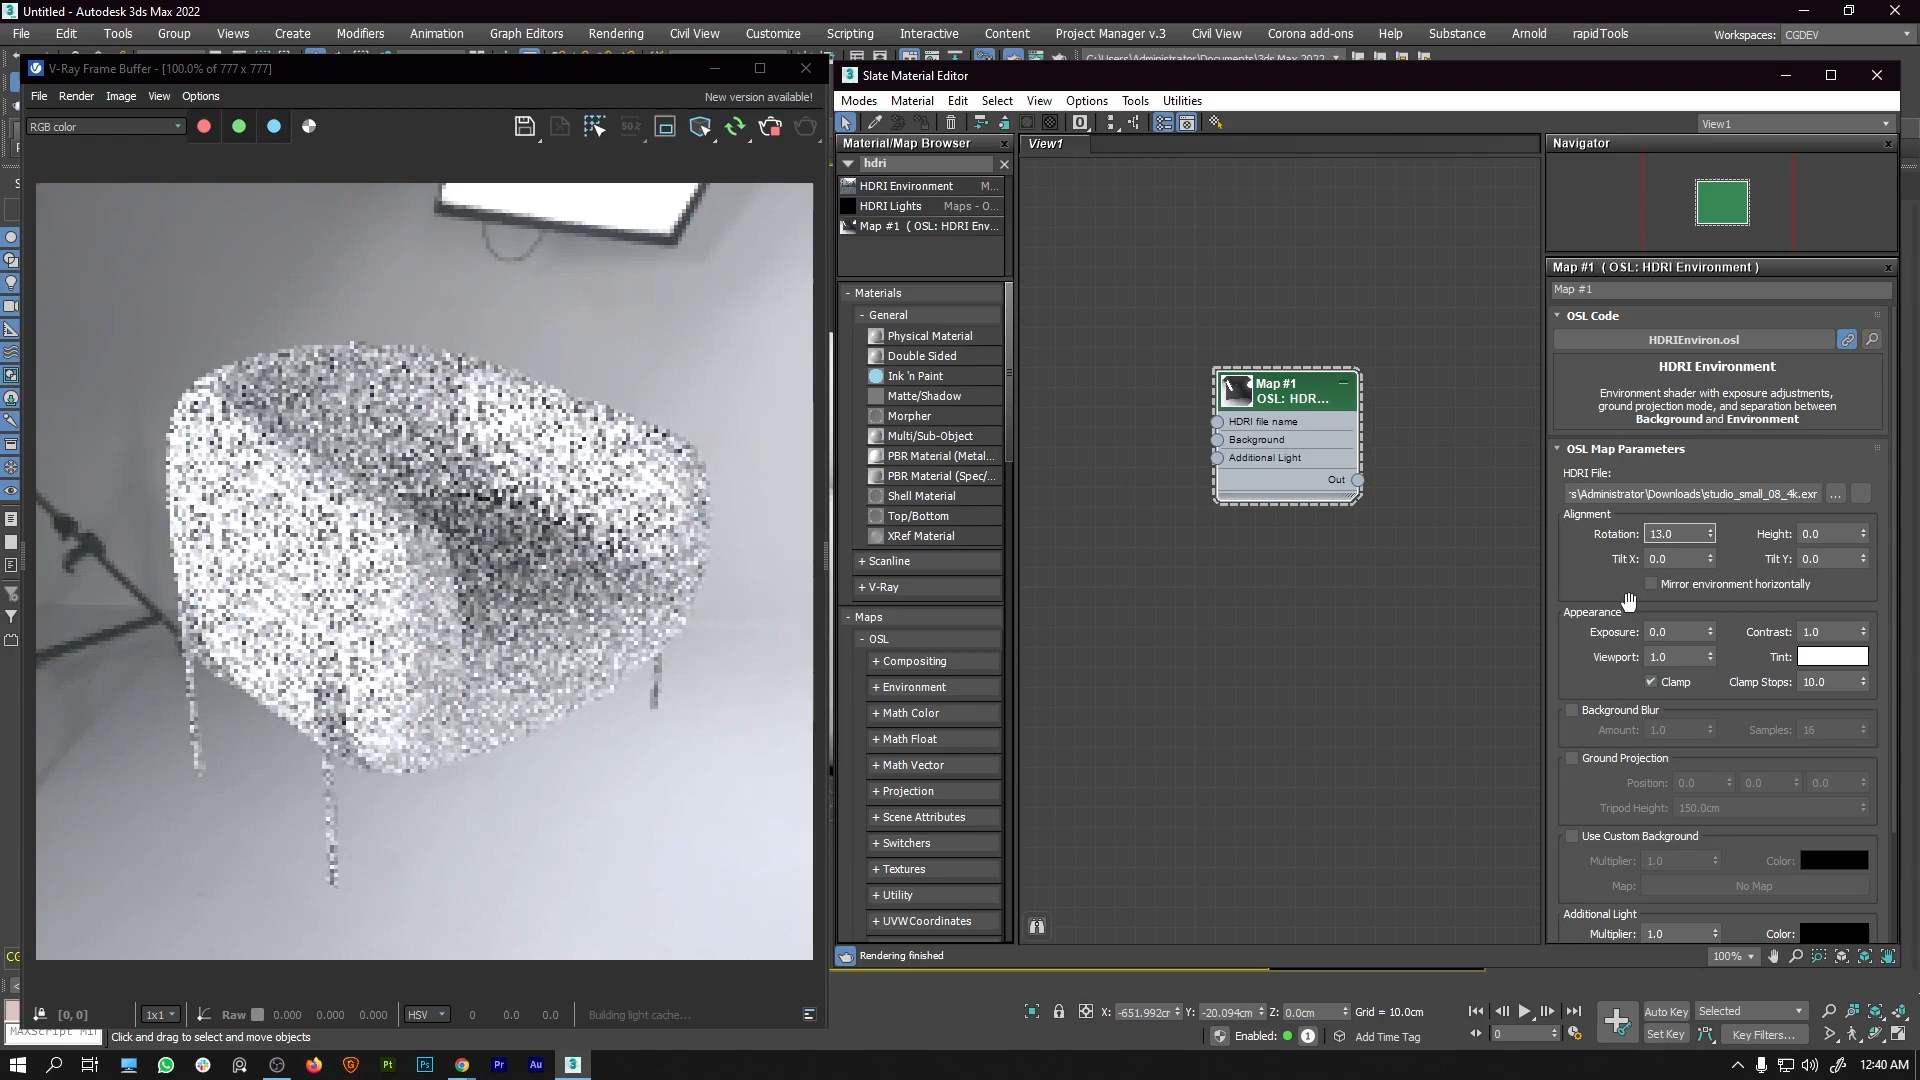 Untitled - Autodesk 3ds Max 2022
File Edit Tools Group Views Create Modifiers Animation Graph Editors Rendering Civil View Customize Scripting Interactive Content Project Manager v.3 Civil View Corona add-ons Help Substance Arnold rapidTools Workspaces: CGDEV
V-Ray Frame Buffer - [100.0% of 777 x 777]
File Render Image View Options New version available!
RGB color
50%
Slate Material Editor
Modes Material Edit Select View Options Tools Utilities
View1
Material/Map Browser
hdri
HDRI Environment M...
HDRI Lights Maps - O...
Map #1 ( OSL: HDRI Env...
- Materials
- General
Physical Material
Double Sided
Ink 'n Paint
Matte/Shadow
Morpher
Multi/Sub-Object
PBR Material (Metal...
PBR Material (Spec/...
Shell Material
Top/Bottom
XRef Material
+ Scanline
+ V-Ray
- Maps
- OSL
+ Compositing
+ Environment
+ Math Color
+ Math Float
+ Math Vector
+ Projection
+ Scene Attributes
+ Switchers
+ Textures
+ Utility
+ UVW Coordinates
View1
Map #1
OSL: HDR...
HDRI file name
Background
Additional Light
Out
Navigator
Map #1 ( OSL: HDRI Environment )
Map #1
OSL Code
HDRIEnviron.osl
HDRI Environment
Environment shader with exposure adjustments,
ground projection mode, and separation between
Background and Environment
OSL Map Parameters
HDRI File:
s\Administrator\Downloads\studio_small_08_4k.exr ...
Alignment
Rotation: 13.0 Height: 0.0
Tilt X: 0.0 Tilt Y: 0.0
Mirror environment horizontally
Appearance
Exposure: 0.0 Contrast: 1.0
Viewport: 1.0 Tint:
Clamp Clamp Stops: 10.0
Background Blur
Amount: 1.0 Samples: 16
Ground Projection
Position: 0.0 0.0 0.0
Tripod Height: 150.0cm
Use Custom Background
Multiplier: 1.0 Color:
Map: No Map
Additional Light
Multiplier: 1.0 Color:
Rendering finished
100%
[0, 0] 1x1 Raw 0.000 0.000 0.000 HSV 0 0.0 0.0 Building light cache...
X: -651.992cm Y: -20.094cm Z: 0.0cm Grid = 10.0cm
Enabled: 1 Add Time Tag
0
Auto Key Selected
Set Key Key Filters...
Click and drag to select and move objects
Pt Ps Pr Au 3
12:40 AM